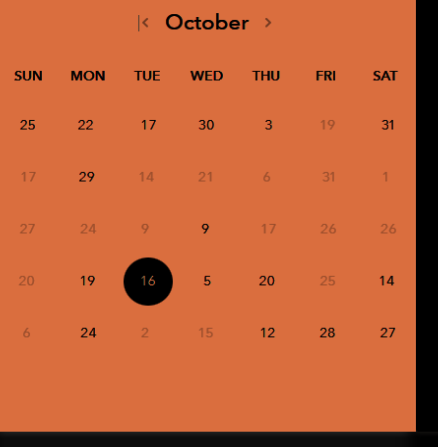 |< October >
SUN MON TUE WED THU FRI SAT
25 22 17 30 3 19 31
17 29 14 21 6 31 1
27 24 9 9 17 26 26
20 19 16 5 20 25 14
6 24 2 15 12 28 27